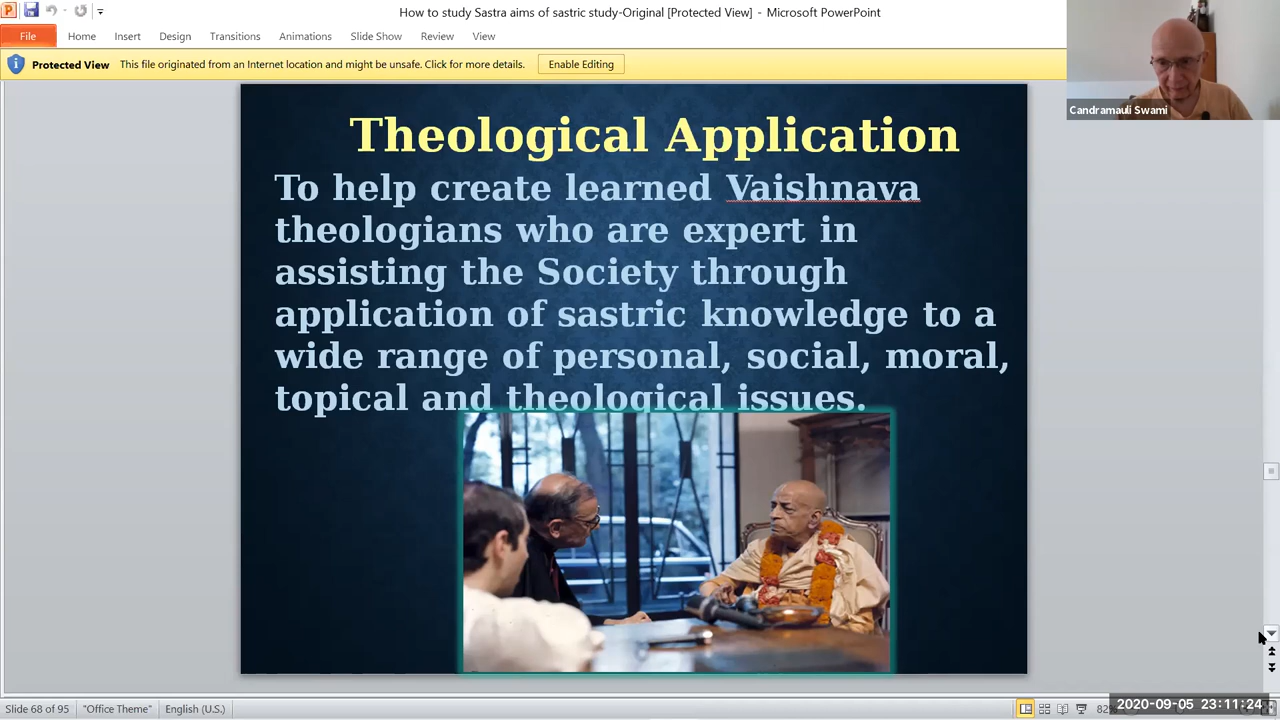 How to study Sastra aims of sastric study-Original [Protected View] - Microsoft PowerPoint
File Home Insert Design Transitions Animations Slide Show Review View
Protected View This file originated from an Internet location and might be unsafe. Click for more details. Enable Editing
Candramauli Swami
Theological Application
To help create learned Vaishnava
theologians who are expert in
assisting the Society through
application of sastric knowledge to a
wide range of personal, social, moral,
topical and theological issues.
Slide 68 of 95 "Office Theme" English (U.S.)
2020-09-05 23:11:24